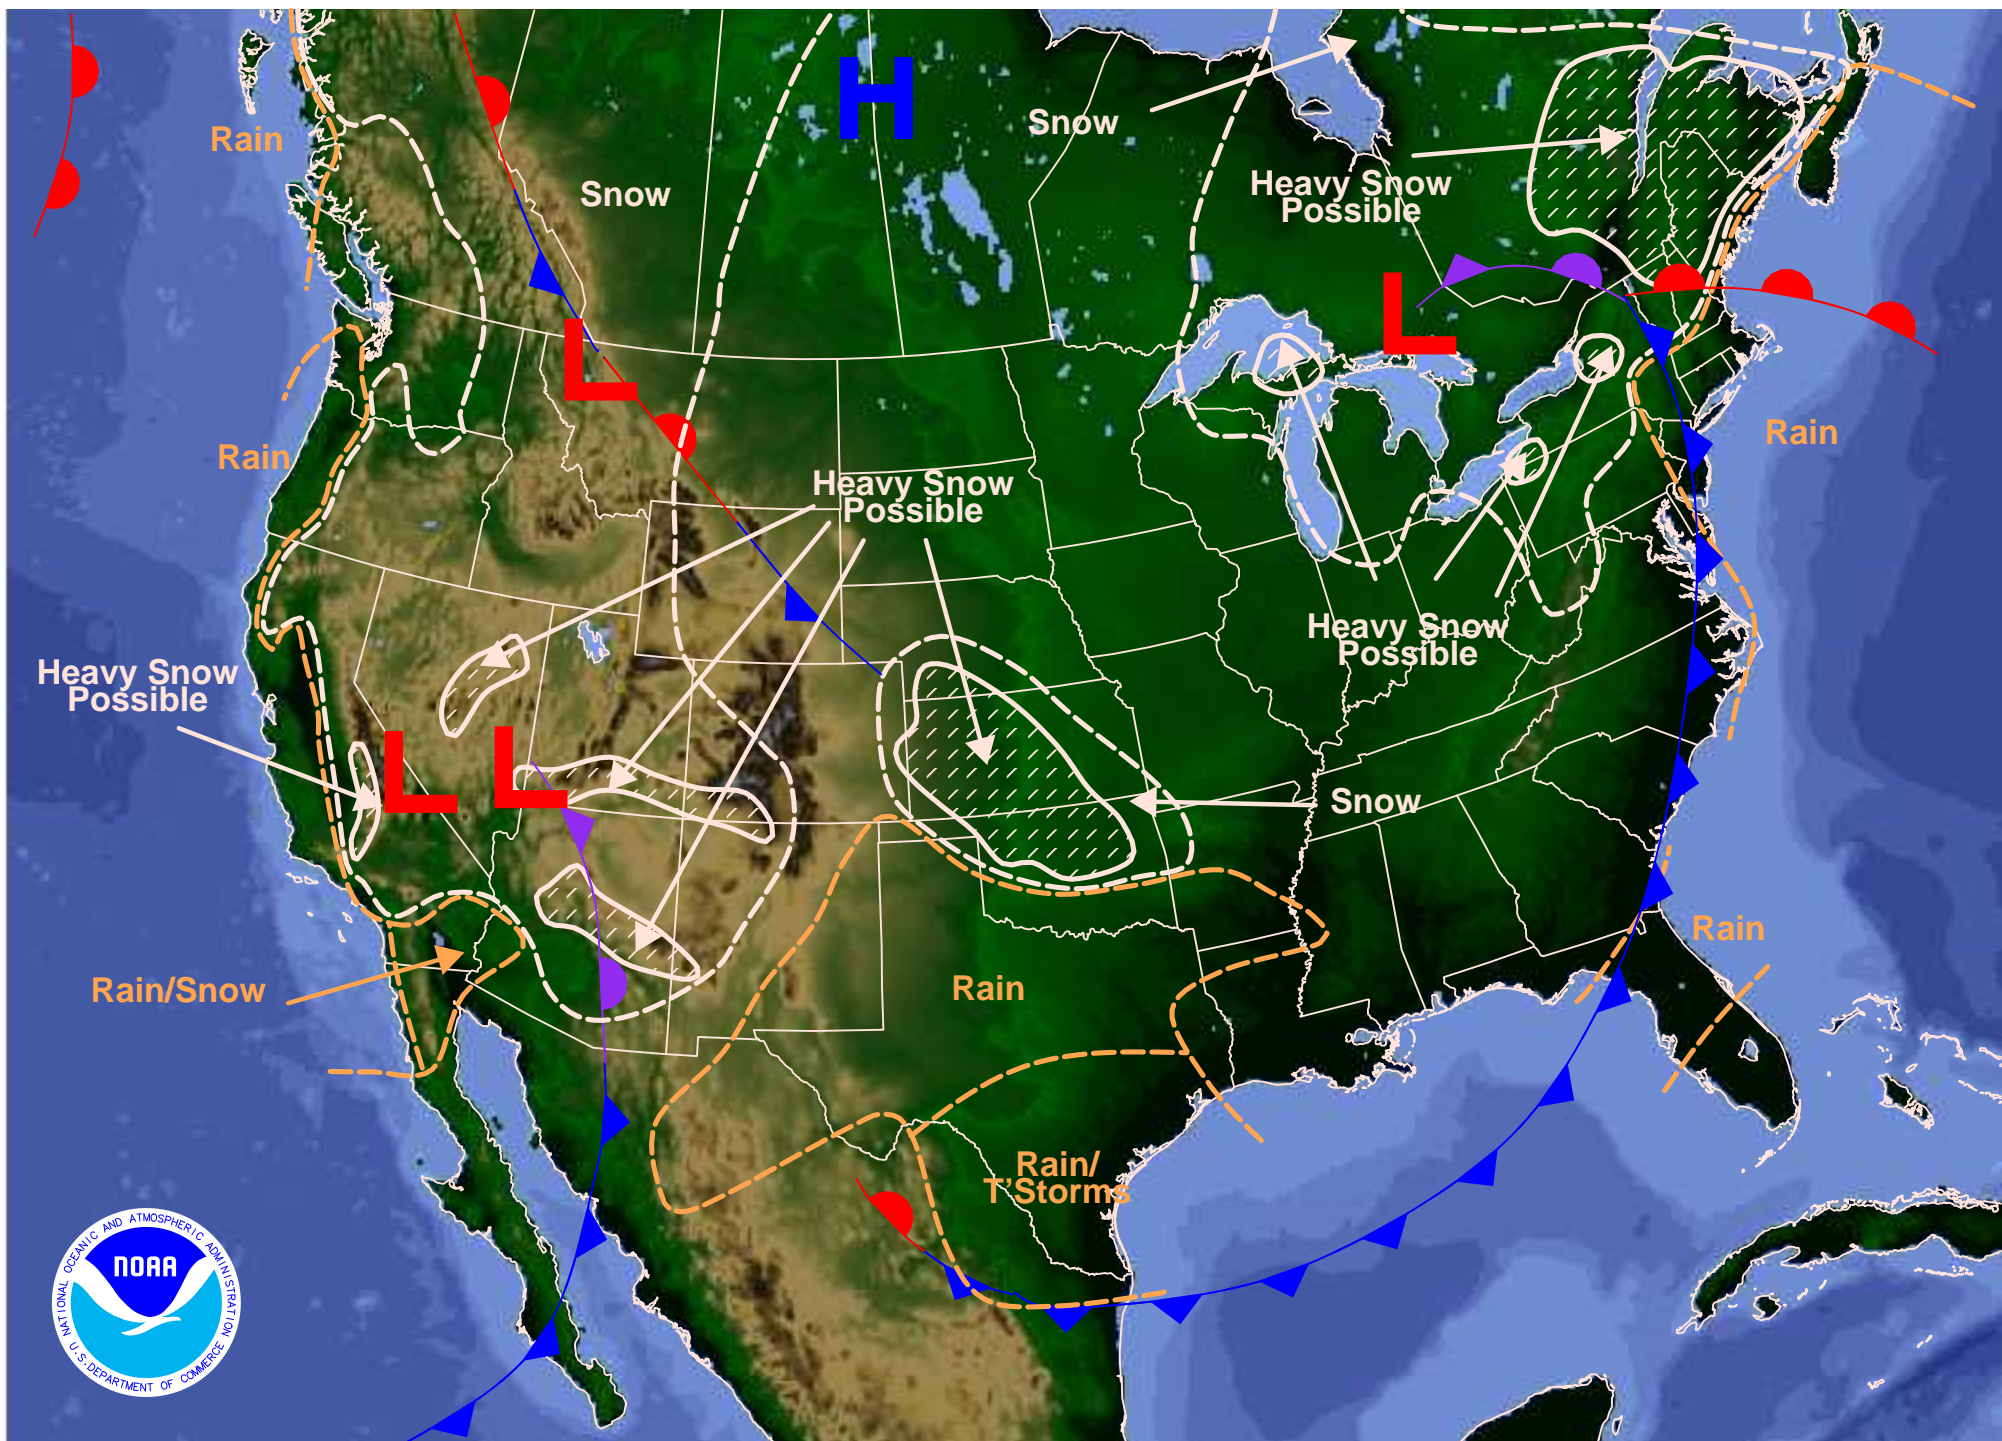 H
Snow
Rain
Snow
Heavy Snow
Possible
L
L
Rain
Rain
Heavy Snow
Possible
Heavy Snow
Possible
Heavy Snow
Possible
L
L
Snow
Rain
Rain/Snow
Rain
Rain/
T'Storms
NATIONAL OCEANIC AND ATMOSPHERIC ADMINISTRATION
NOAA
U.S. DEPARTMENT OF COMMERCE